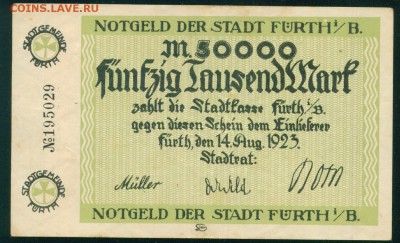 COINS.LAVE.RU
NOTGELD DER STADT FÜRTH i/B.
STADTGEMEINDE
FÜRTH
M. 50000
Fünfzig Tausend Mark
zahlt die Stadtkasse Fürth i/B.
gegen diesen Schein dem Einlieferer
Fürth, den 14. Aug. 1923.
Stadtrat:
Müller
№195029
STADTGEMEINDE
FÜRTH
NOTGELD DER STADT FÜRTH i/B.